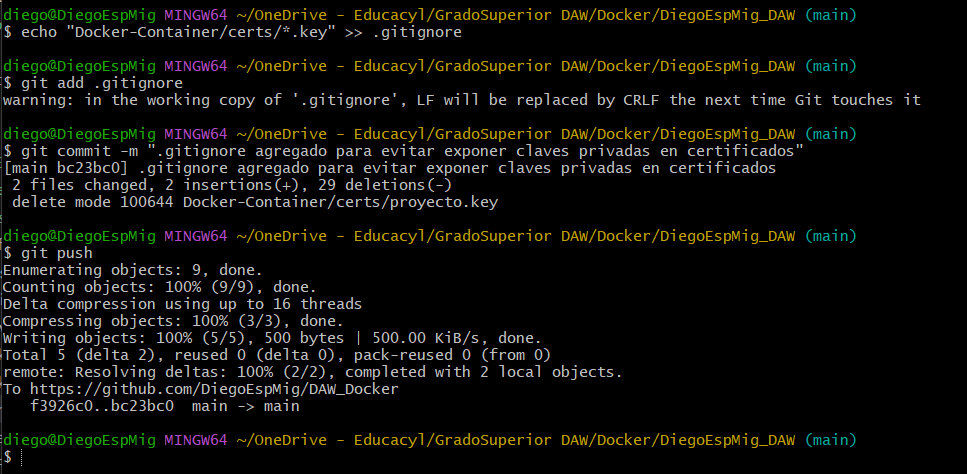 diego@DiegoEspMig MINGW64 ~/OneDrive - Educacyl/GradoSuperior DAW/Docker/DiegoEspMig_DAW (main)
$ echo "Docker-Container/certs/*.key" >> .gitignore
diego@DiegoEspMig MINGW64 ~/OneDrive - Educacyl/GradoSuperior DAW/Docker/DiegoEspMig_DAW (main)
$ git add .gitignore
warning: in the working copy of '.gitignore', LF will be replaced by CRLF the next time Git touches it
diego@DiegoEspMig MINGW64 ~/OneDrive - Educacyl/GradoSuperior DAW/Docker/DiegoEspMig_DAW (main)
$ git commit -m ".gitignore agregado para evitar exponer claves privadas en certificados"
[main bc23bc0] .gitignore agregado para evitar exponer claves privadas en certificados
 2 files changed, 2 insertions(+), 29 deletions(-)
 delete mode 100644 Docker-Container/certs/proyecto.key
diego@DiegoEspMig MINGW64 ~/OneDrive - Educacyl/GradoSuperior DAW/Docker/DiegoEspMig_DAW (main)
$ git push
Enumerating objects: 9, done.
Counting objects: 100% (9/9), done.
Delta compression using up to 16 threads
Compressing objects: 100% (3/3), done.
Writing objects: 100% (5/5), 500 bytes | 500.00 KiB/s, done.
Total 5 (delta 2), reused 0 (delta 0), pack-reused 0 (from 0)
remote: Resolving deltas: 100% (2/2), completed with 2 local objects.
To https://github.com/DiegoEspMig/DAW_Docker
   f3926c0..bc23bc0  main -> main
diego@DiegoEspMig MINGW64 ~/OneDrive - Educacyl/GradoSuperior DAW/Docker/DiegoEspMig_DAW (main)
$